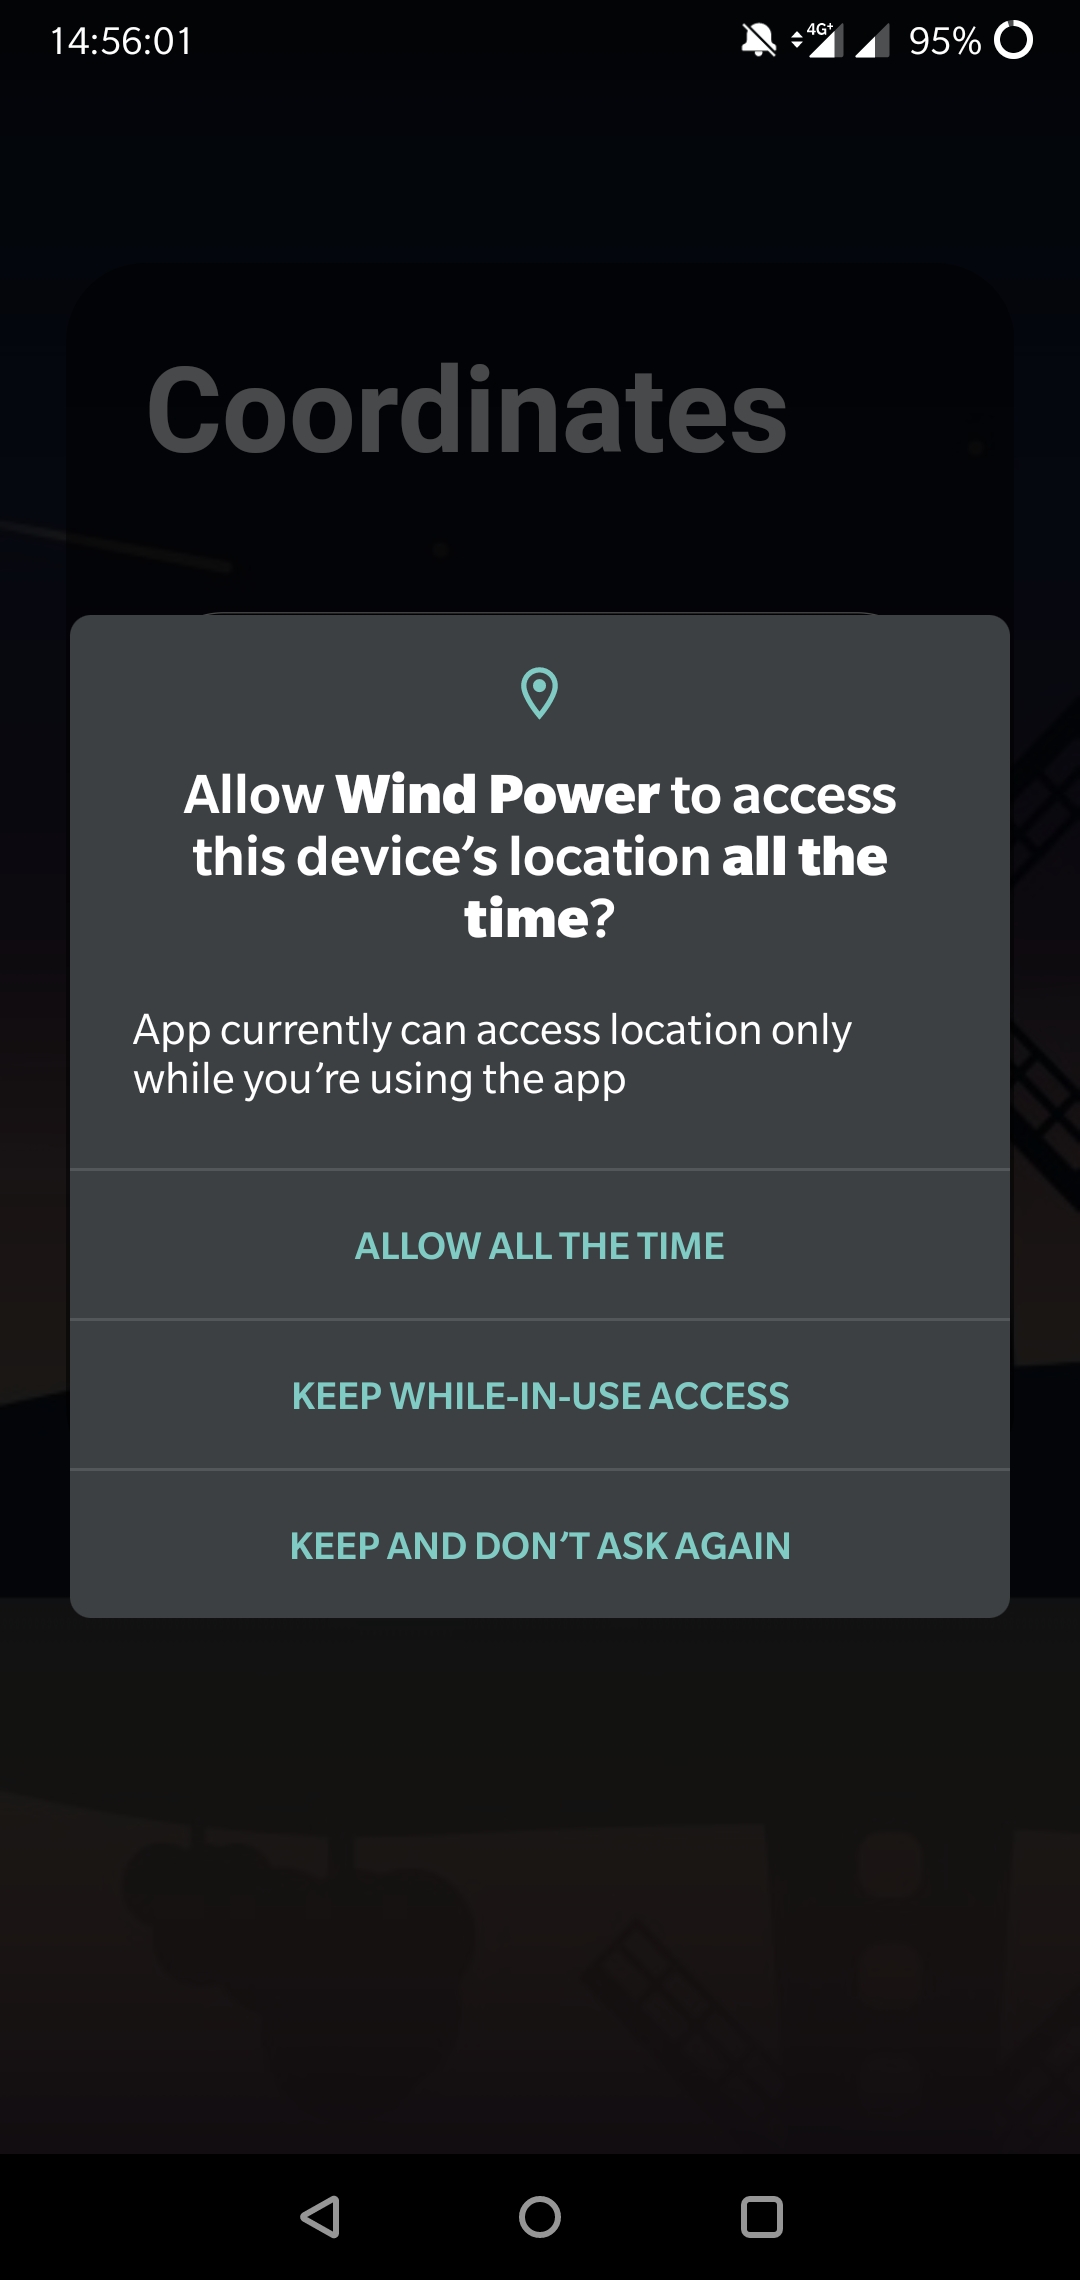 14:56:01 4G+ 95%
Coordinates
Allow Wind Power to access
this device’s location all the
time?
App currently can access location only
while you’re using the app
ALLOW ALL THE TIME
KEEP WHILE-IN-USE ACCESS
KEEP AND DON’T ASK AGAIN